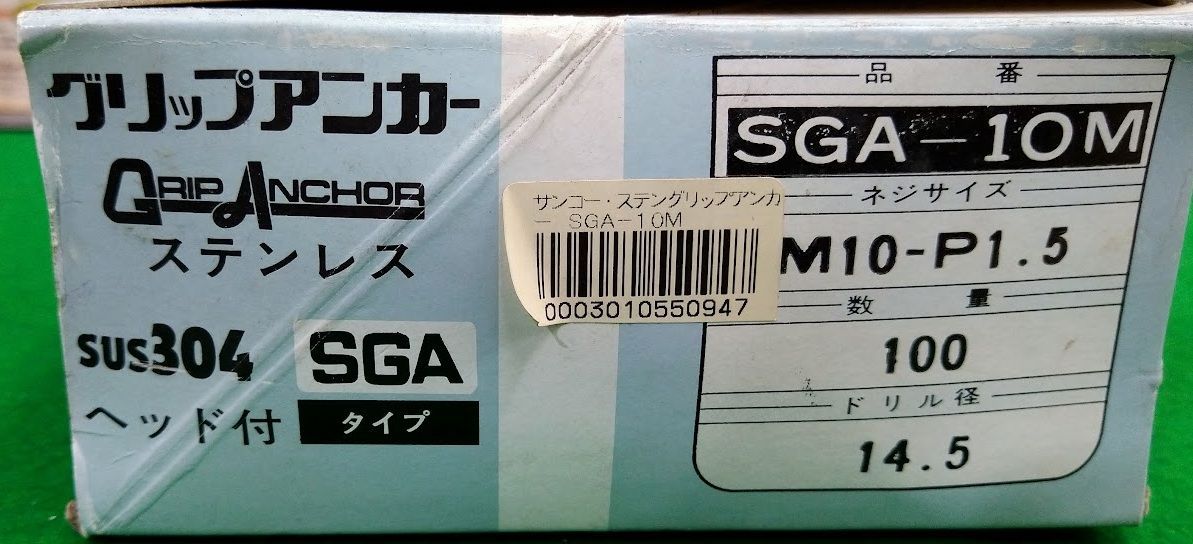 グリップアンカー
GRIP ANCHOR
ステンレス
SUS304 SGA
ヘッド付 タイプ
サンコー・ステングリップアンカ
ー SGA-10M
0003010550947
品番
SGA-10M
ネジサイズ
M10-P1.5
数量
100
ドリル径
14.5